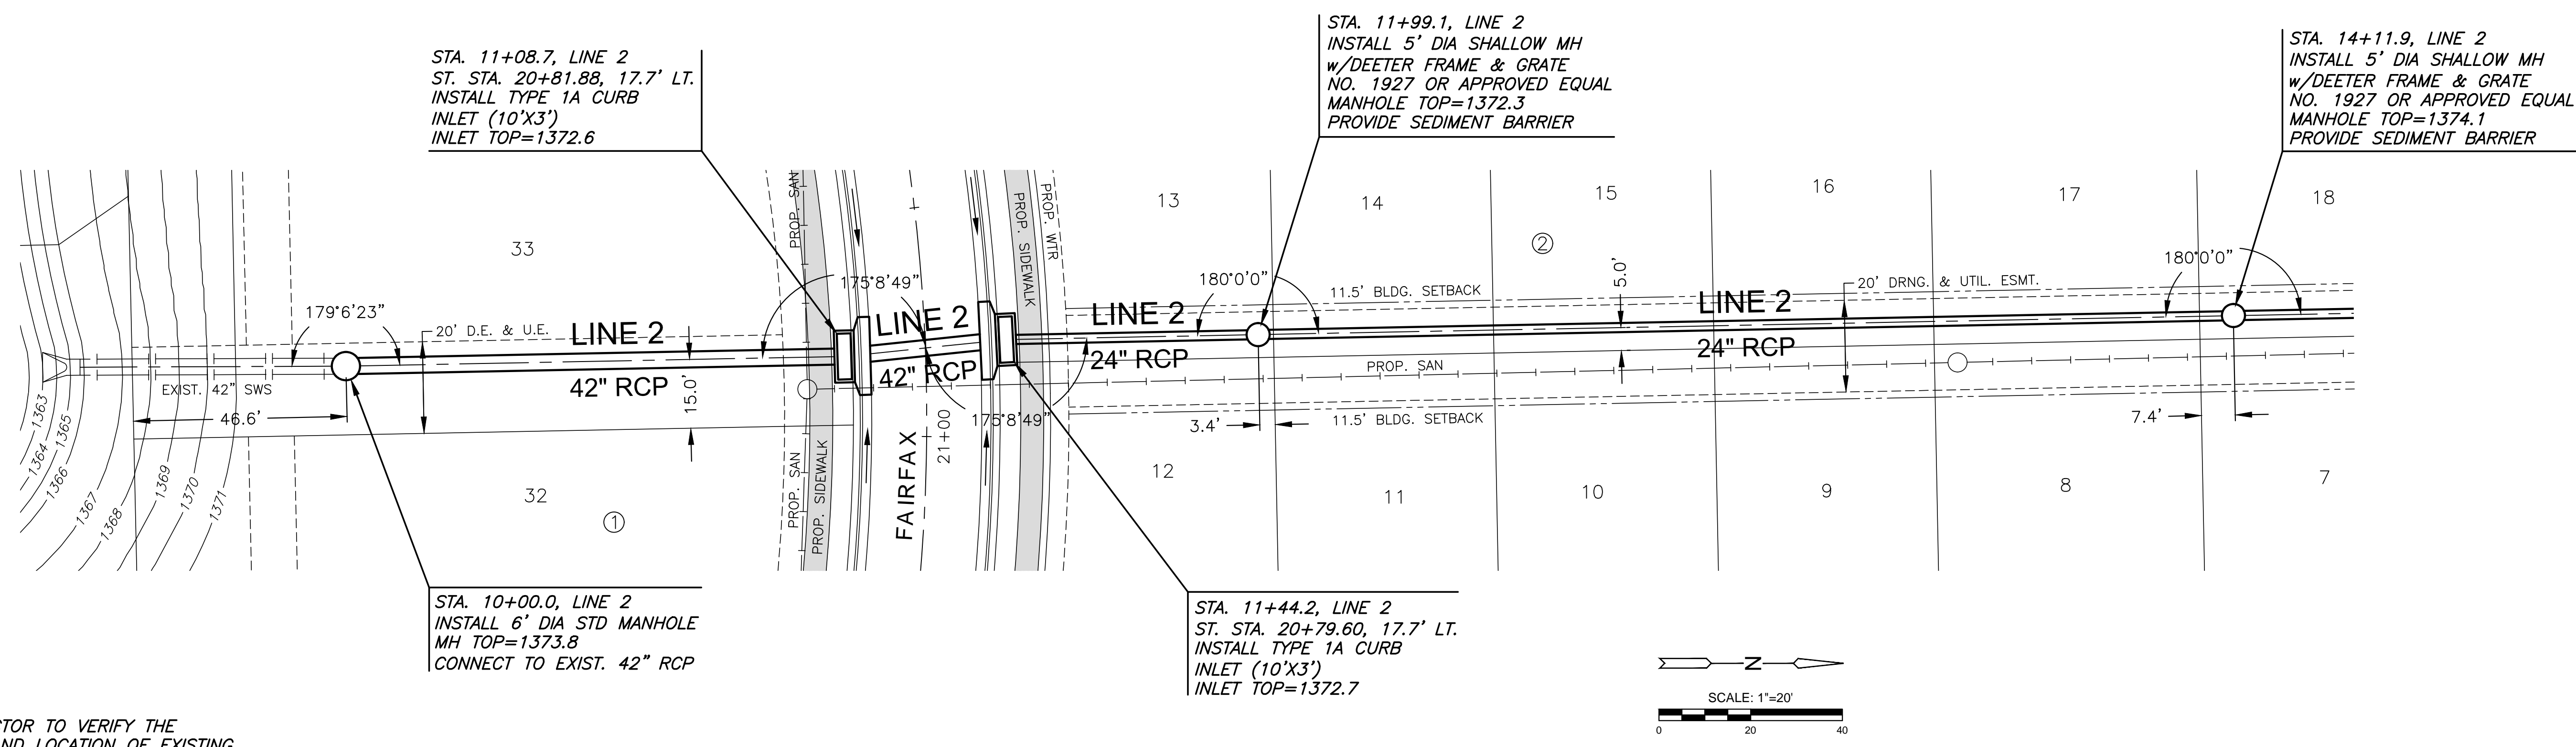 STA. 11+08.7, LINE 2
ST. STA. 20+81.88, 17.7' LT.
INSTALL TYPE 1A CURB
INLET (10'X3')
INLET TOP=1372.6
STA. 11+99.1, LINE 2
INSTALL 5' DIA SHALLOW MH
w/DEETER FRAME & GRATE
NO. 1927 OR APPROVED EQUAL
MANHOLE TOP=1372.3
PROVIDE SEDIMENT BARRIER
STA. 14+11.9, LINE 2
INSTALL 5' DIA SHALLOW MH
w/DEETER FRAME & GRATE
NO. 1927 OR APPROVED EQUAL
MANHOLE TOP=1374.1
PROVIDE SEDIMENT BARRIER
33
PROP. SAN
PROP. SIDEWALK
PROP. WTR
13
14
15
16
17
18
2
179°6'23"
20' D.E. & U.E.
LINE 2
42" RCP
15.0'
175°8'49"
LINE 2
42" RCP
175°8'49"
LINE 2
24" RCP
180°0'0"
11.5' BLDG. SETBACK
5.0'
LINE 2
24" RCP
20' DRNG. & UTIL. ESMT.
180°0'0"
EXIST. 42" SWS
46.6'
PROP. SAN
3.4'
11.5' BLDG. SETBACK
7.4'
1363
1364
1365
1366
1367
1368
1369
1370
1371
32
1
PROP. SAN
PROP. SIDEWALK
FAIRFAX
21+00
12
11
10
9
8
7
STA. 10+00.0, LINE 2
INSTALL 6' DIA STD MANHOLE
MH TOP=1373.8
CONNECT TO EXIST. 42" RCP
STA. 11+44.2, LINE 2
ST. STA. 20+79.60, 17.7' LT.
INSTALL TYPE 1A CURB
INLET (10'X3')
INLET TOP=1372.7
N
SCALE: 1"=20'
0 20 40
CTOR TO VERIFY THE
AND LOCATION OF EXISTING